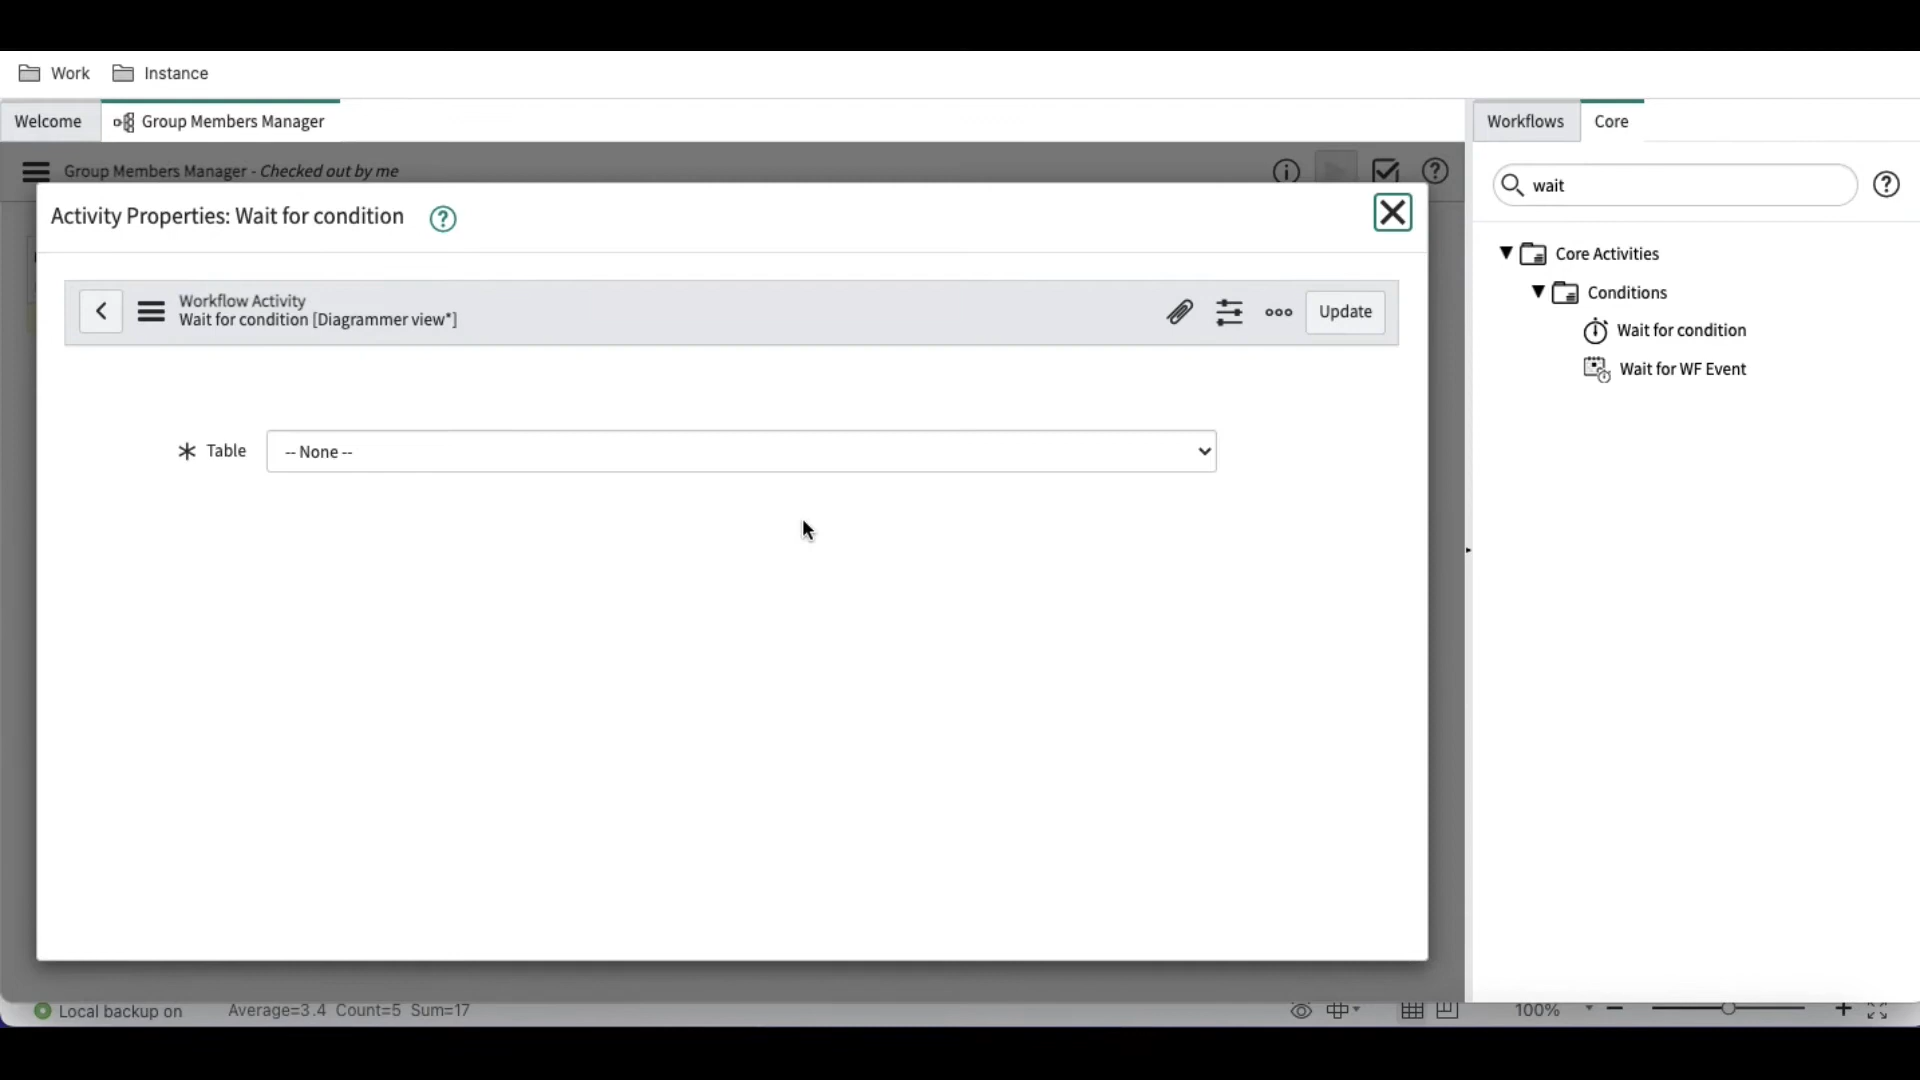 Work Instance
Welcome Group Members Manager Workflows Core
Group Members Manager - Checked out by me
wait
Activity Properties: Wait for condition
Core Activities
Conditions
Workflow Activity
Wait for condition [Diagrammer view*]
Update
Wait for condition
Wait for WF Event
Table -- None --
Local backup on Average=3.4 Count=5 Sum=17 100%